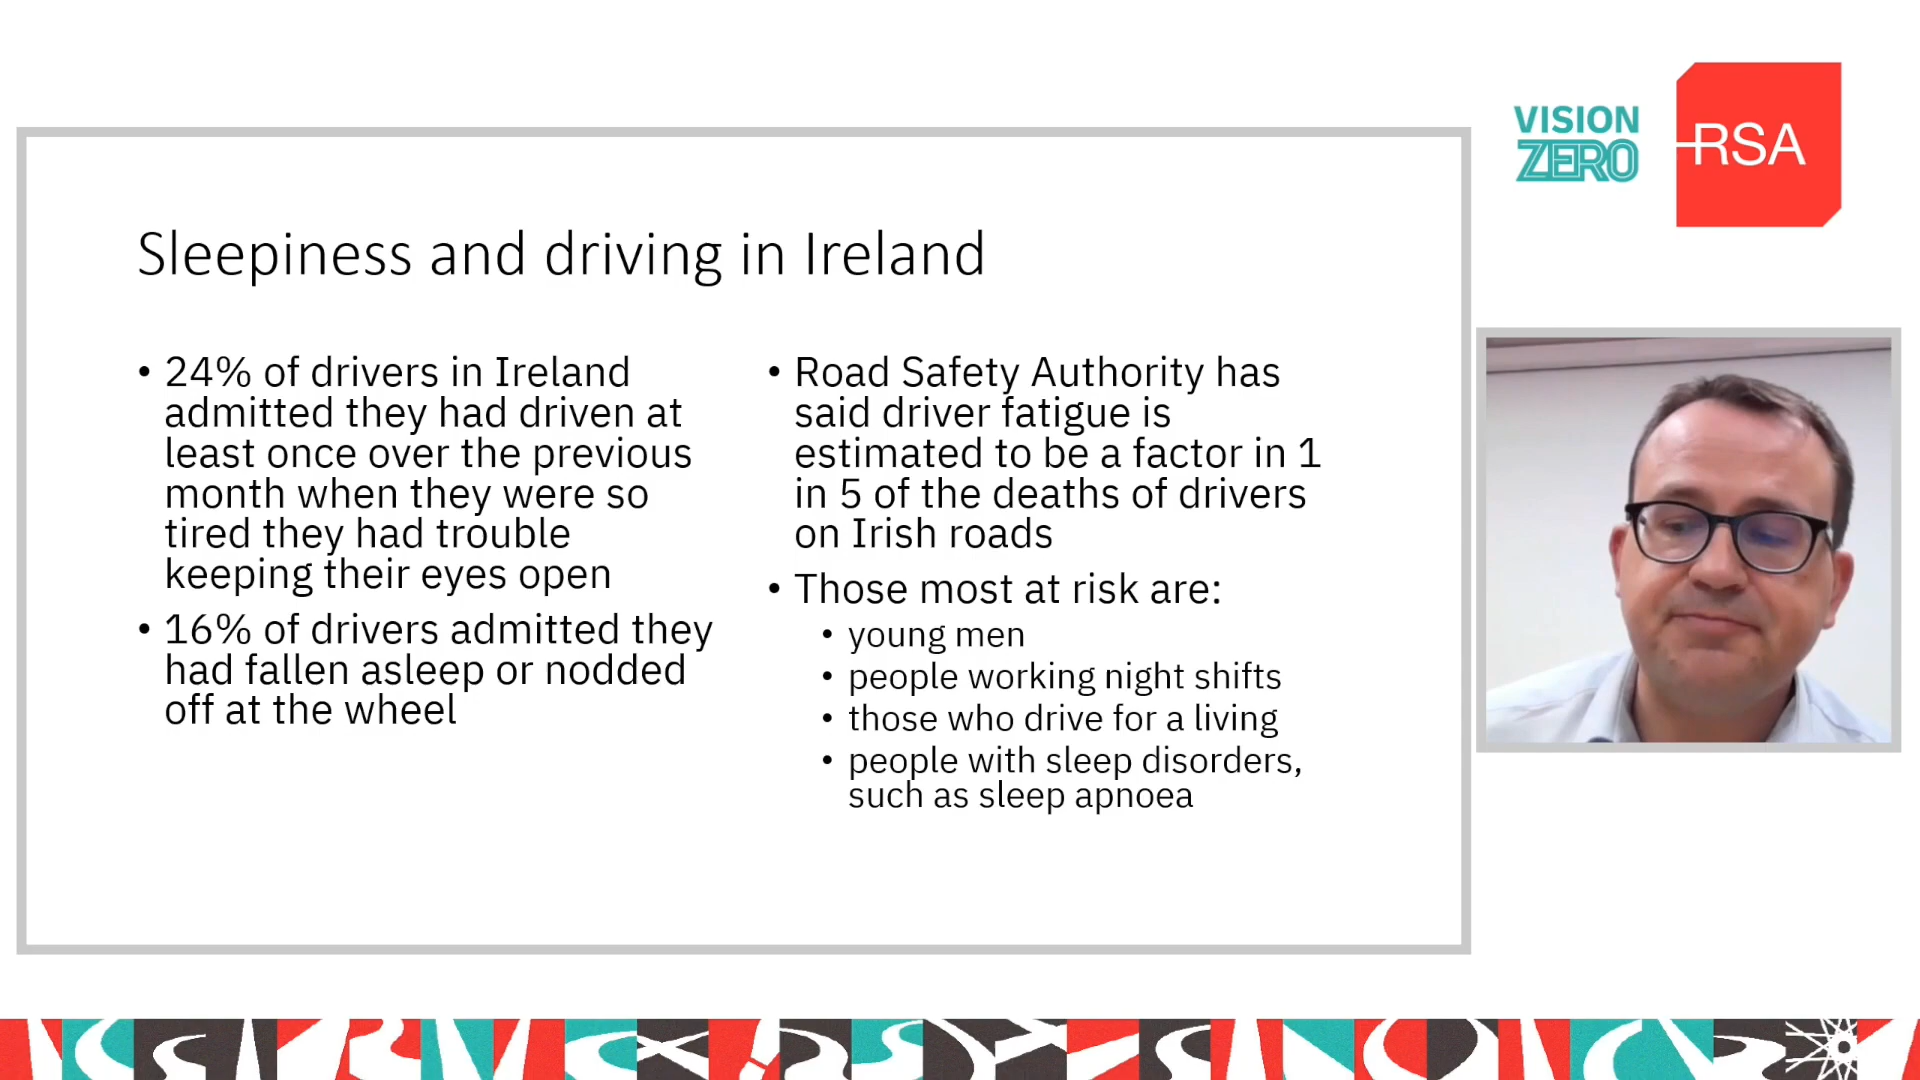 VISION
ZERO
RSA
Sleepiness and driving in Ireland
• 24% of drivers in Ireland
admitted they had driven at
least once over the previous
month when they were so
tired they had trouble
keeping their eyes open
• 16% of drivers admitted they
had fallen asleep or nodded
off at the wheel
• Road Safety Authority has
said driver fatigue is
estimated to be a factor in 1
in 5 of the deaths of drivers
on Irish roads
• Those most at risk are:
• young men
• people working night shifts
• those who drive for a living
• people with sleep disorders,
such as sleep apnoea